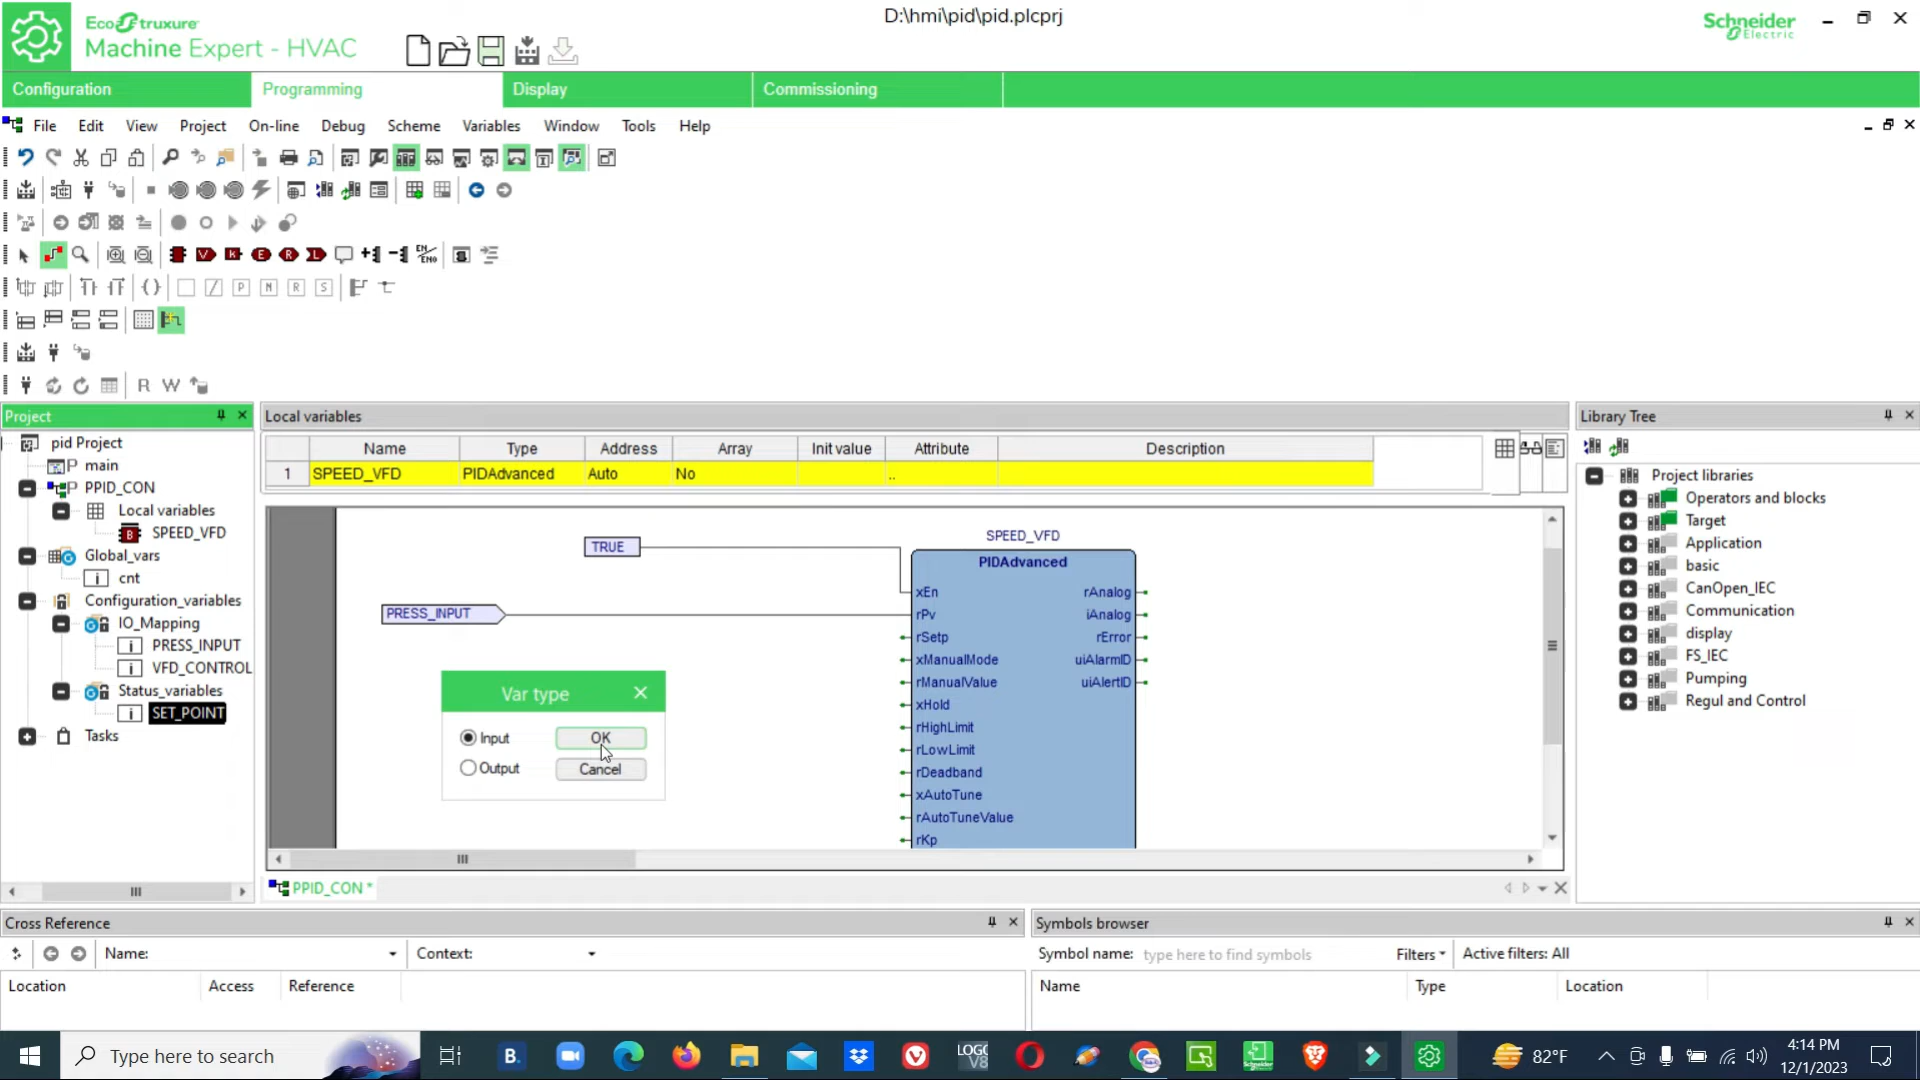 D:\hmi\pid\pid.plcprj
EcoStruxure
Machine Expert - HVAC
Schneider
Electric
Configuration
Programming
Display
Commissioning
File
Edit
View
Project
On-line
Debug
Scheme
Variables
Window
Tools
Help
V
K
E
R
L
EN/
ENO
P
N
R
S
R
W
Project
pid Project
main
PPID_CON
Local variables
SPEED_VFD
Global_vars
cnt
Configuration_variables
IO_Mapping
PRESS_INPUT
VFD_CONTROL
Status_variables
SET_POINT
Tasks
Local variables
Name Type Address Array Init value Attribute Description
1 SPEED_VFD PIDAdvanced Auto No ..
SPEED_VFD
PIDAdvanced
TRUE
PRESS_INPUT
xEn rAnalog
rPv iAnalog
rSetp rError
xManualMode uiAlarmID
rManualValue uiAlertID
xHold
rHighLimit
rLowLimit
rDeadband
xAutoTune
rAutoTuneValue
rKp
Var type
Input OK
Output Cancel
PPID_CON *
Library Tree
Project libraries
Operators and blocks
Target
Application
basic
CanOpen_IEC
Communication
display
FS_IEC
Pumping
Regul and Control
Cross Reference
Name: Context:
Location Access Reference
Symbols browser
Symbol name: type here to find symbols Filters Active filters: All
Name Type Location
Type here to search
B.
LOGO
V8
Schneider
82°F
4:14 PM
12/1/2023